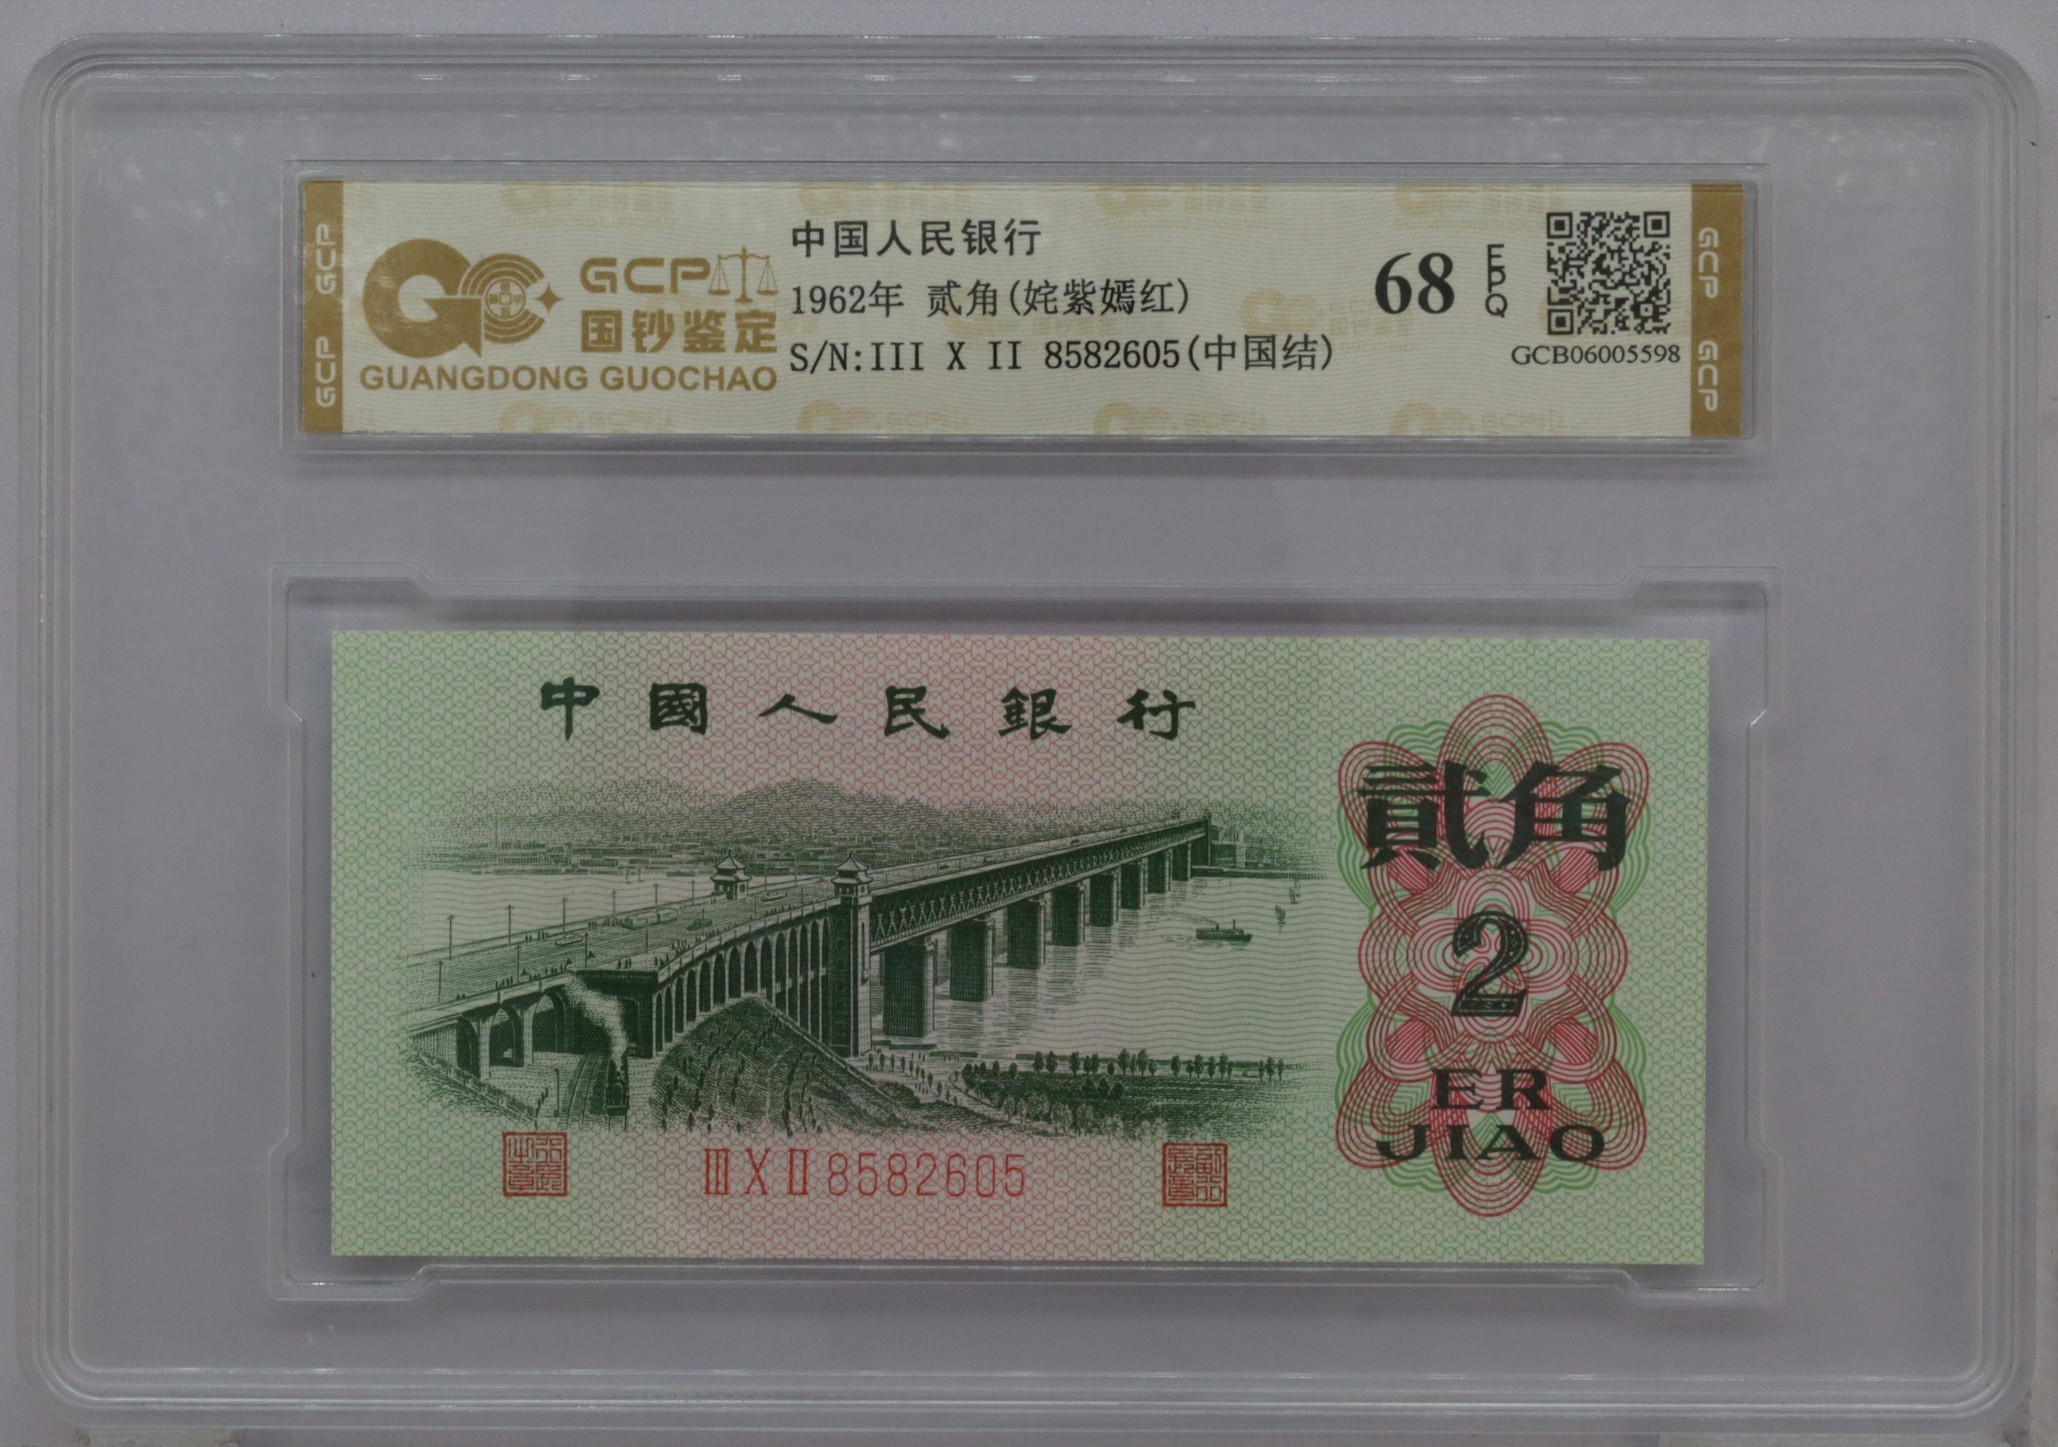 GCP GCP
GCP
国钞鉴定
GUANGDONG GUOCHAO
中国人民银行
1962年 贰角(姹紫嫣红)
S/N:III X II 8582605(中国结)
68 EPQ
GCB06005598
GCP GCP
中國人民銀行
貳角
2
ER
JIAO
III X II 8582605